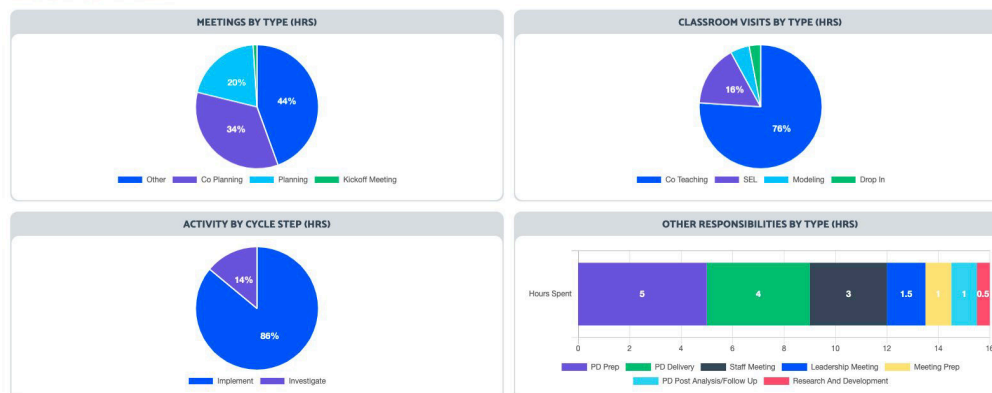 MEETINGS BY TYPE (HRS)
20%
44%
34%
Other Co Planning Planning Kickoff Meeting
CLASSROOM VISITS BY TYPE (HRS)
16%
76%
Co Teaching SEL Modeling Drop In
ACTIVITY BY CYCLE STEP (HRS)
14%
86%
Implement Investigate
OTHER RESPONSIBILITIES BY TYPE (HRS)
Hours Spent 5 4 3 1.5 1 1 0.5
0 2 4 6 8 10 12 14 16
PD Prep PD Delivery Staff Meeting Leadership Meeting Meeting Prep
PD Post Analysis/Follow Up Research And Development